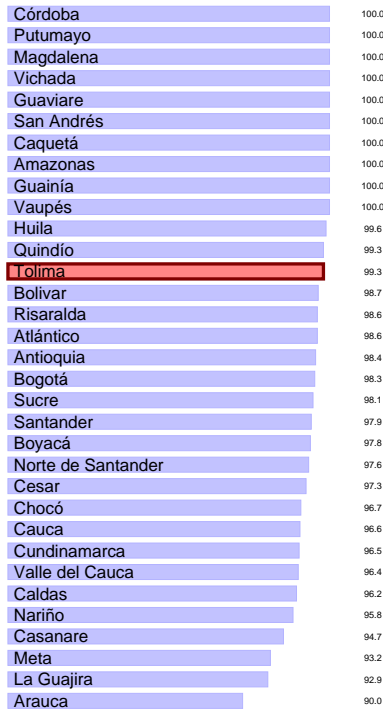 Córdoba 100.0
Putumayo 100.0
Magdalena 100.0
Vichada 100.0
Guaviare 100.0
San Andrés 100.0
Caquetá 100.0
Amazonas 100.0
Guainía 100.0
Vaupés 100.0
Huila 99.6
Quindío 99.3
Tolima 99.3
Bolivar 98.7
Risaralda 98.6
Atlántico 98.6
Antioquia 98.4
Bogotá 98.3
Sucre 98.1
Santander 97.9
Boyacá 97.8
Norte de Santander 97.6
Cesar 97.3
Chocó 96.7
Cauca 96.6
Cundinamarca 96.5
Valle del Cauca 96.4
Caldas 96.2
Nariño 95.8
Casanare 94.7
Meta 93.2
La Guajira 92.9
Arauca 90.0